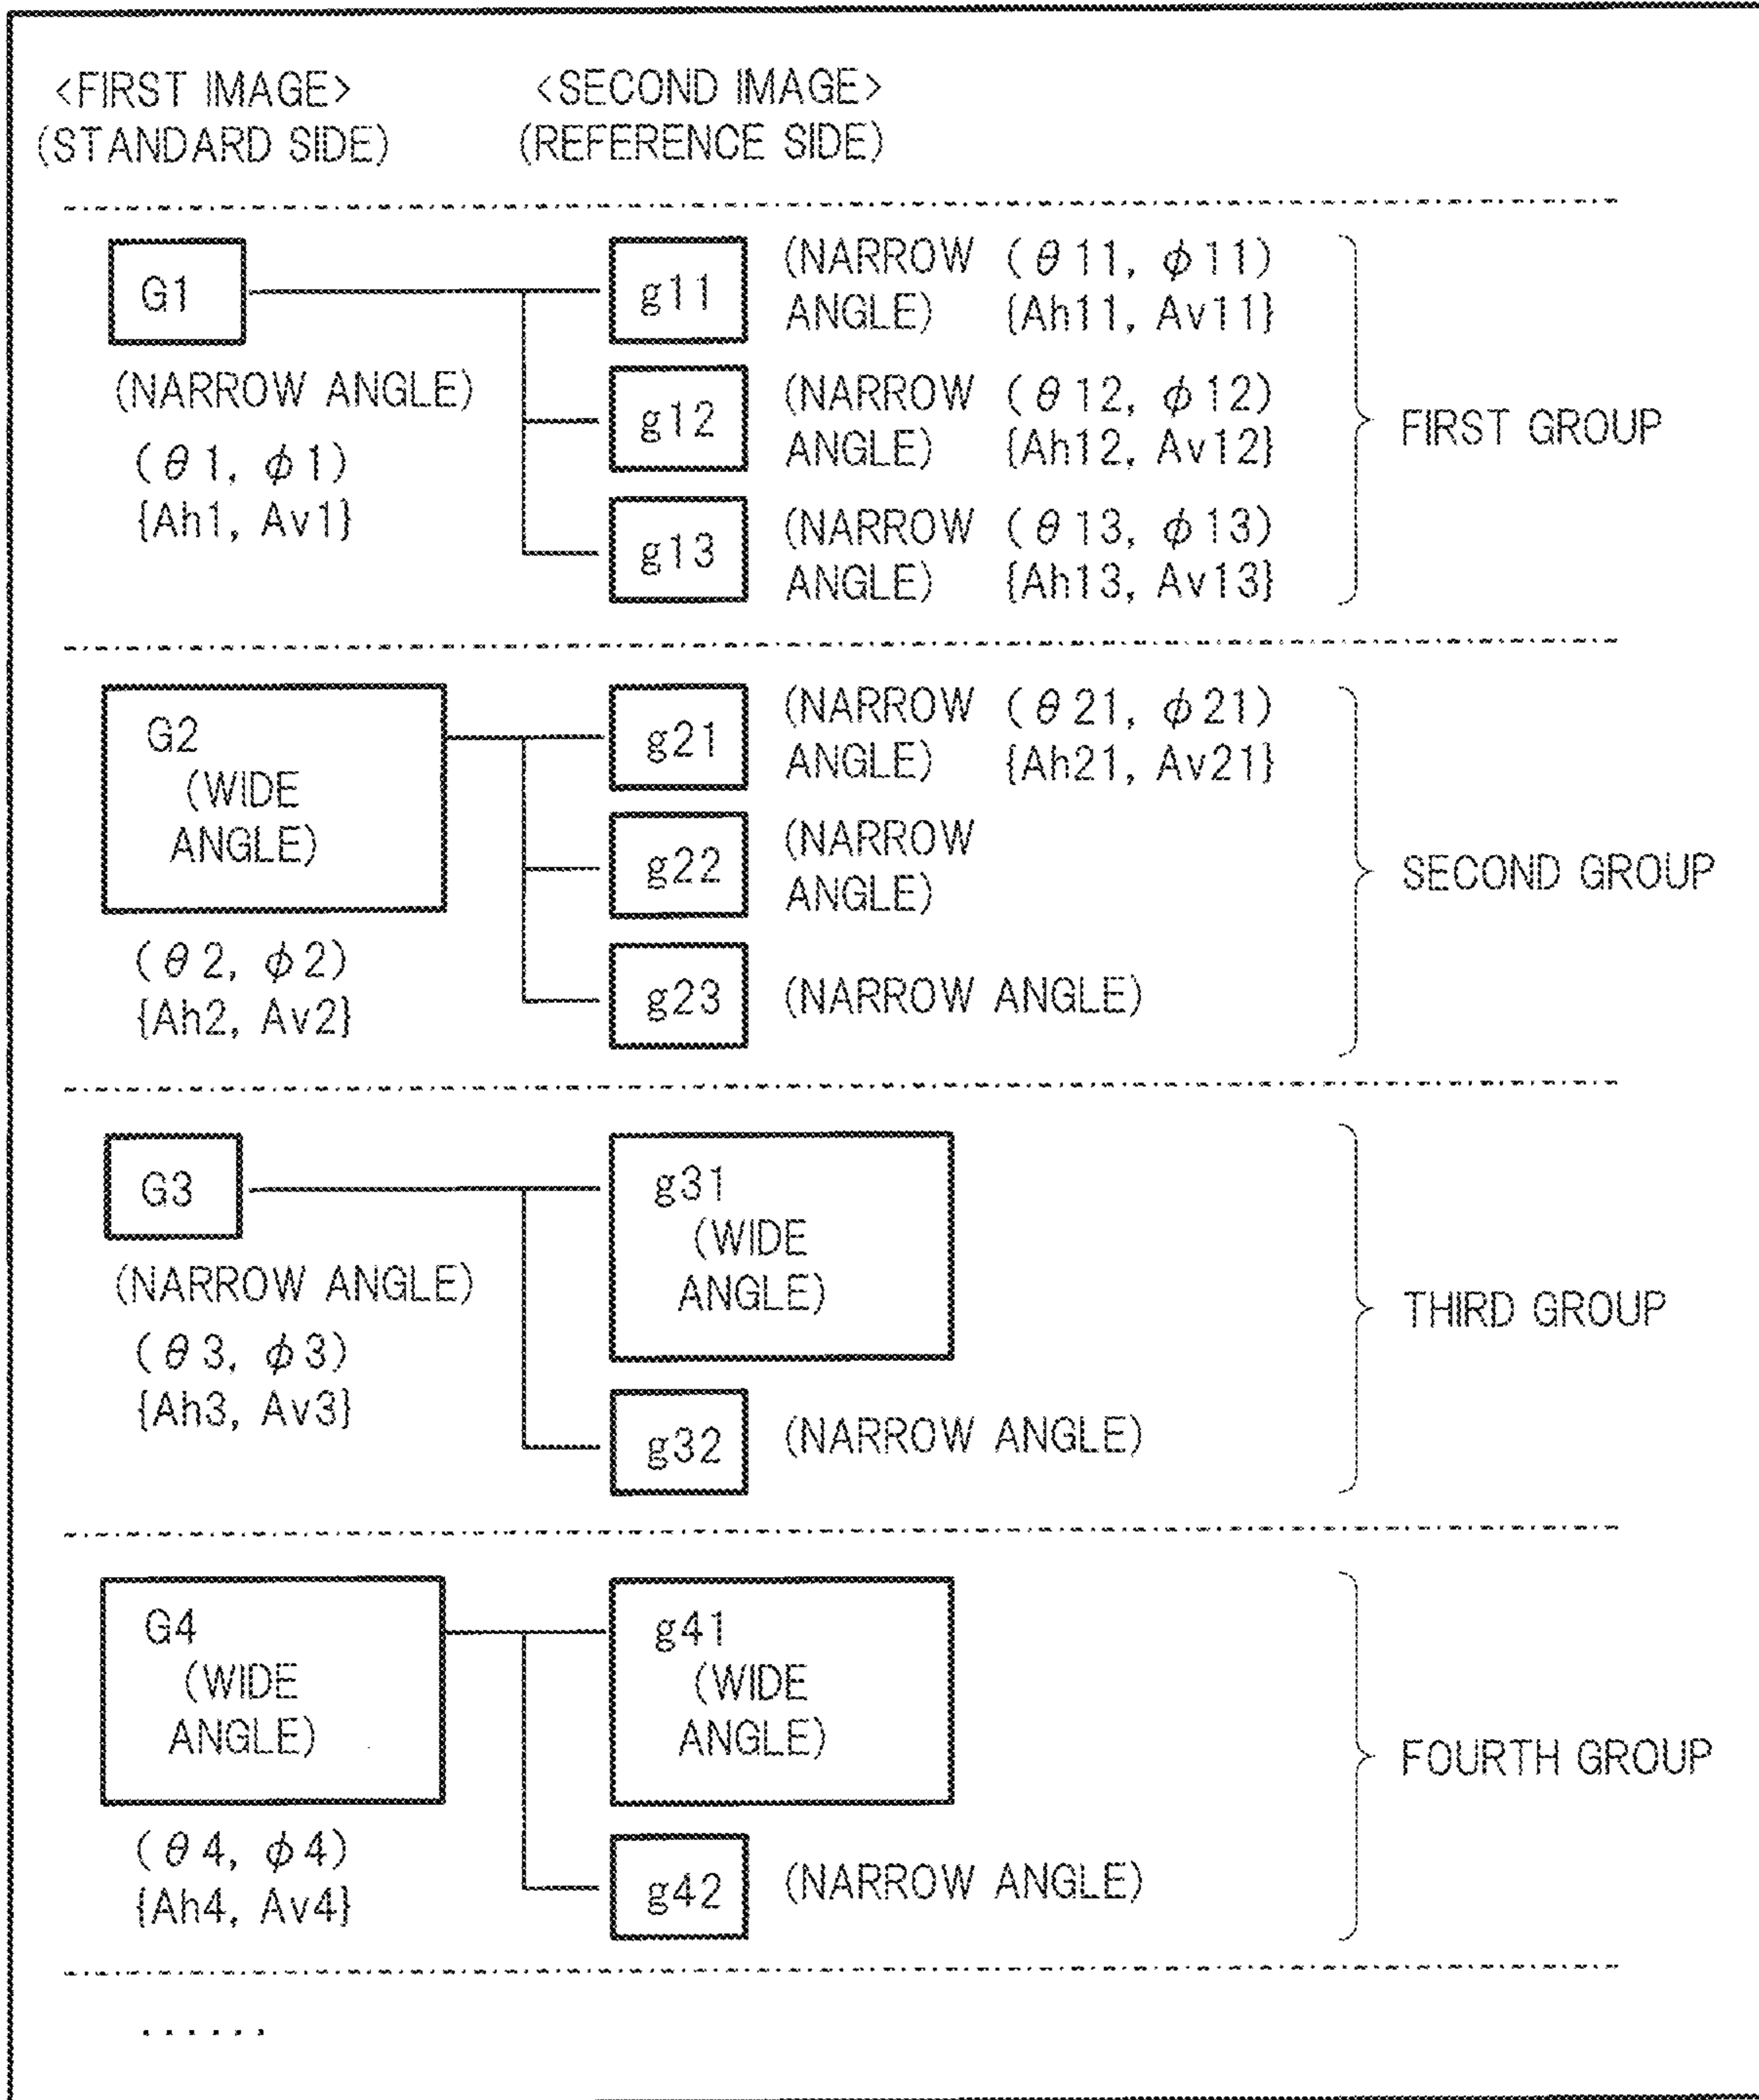 <FIRST IMAGE>
(STANDARD SIDE)
<SECOND IMAGE>
(REFERENCE SIDE)
G1
(NARROW ANGLE)
(θ1, φ1)
{Ah1, Av1}
g11
(NARROW
ANGLE)
(θ11, φ11)
{Ah11, Av11}
g12
(NARROW
ANGLE)
(θ12, φ12)
{Ah12, Av12}
g13
(NARROW
ANGLE)
(θ13, φ13)
{Ah13, Av13}
FIRST GROUP
G2
(WIDE
ANGLE)
(θ2, φ2)
{Ah2, Av2}
g21
(NARROW
ANGLE)
(θ21, φ21)
{Ah21, Av21}
g22
(NARROW
ANGLE)
g23
(NARROW ANGLE)
SECOND GROUP
G3
(NARROW ANGLE)
(θ3, φ3)
{Ah3, Av3}
g31
(WIDE
ANGLE)
g32
(NARROW ANGLE)
THIRD GROUP
G4
(WIDE
ANGLE)
(θ4, φ4)
{Ah4, Av4}
g41
(WIDE
ANGLE)
g42
(NARROW ANGLE)
FOURTH GROUP
......